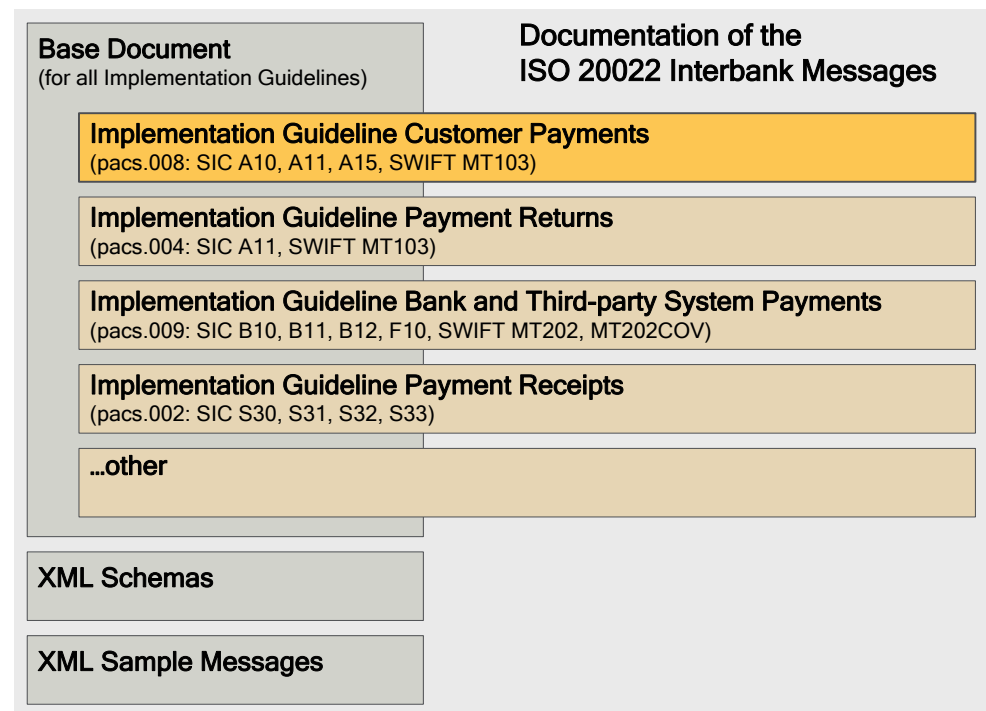 Documentation of the
ISO 20022 Interbank Messages
Base Document
(for all Implementation Guidelines)
Implementation Guideline Customer Payments
(pacs.008: SIC A10, A11, A15, SWIFT MT103)
Implementation Guideline Payment Returns
(pacs.004: SIC A11, SWIFT MT103)
Implementation Guideline Bank and Third-party System Payments
(pacs.009: SIC B10, B11, B12, F10, SWIFT MT202, MT202COV)
Implementation Guideline Payment Receipts
(pacs.002: SIC S30, S31, S32, S33)
...other
XML Schemas
XML Sample Messages